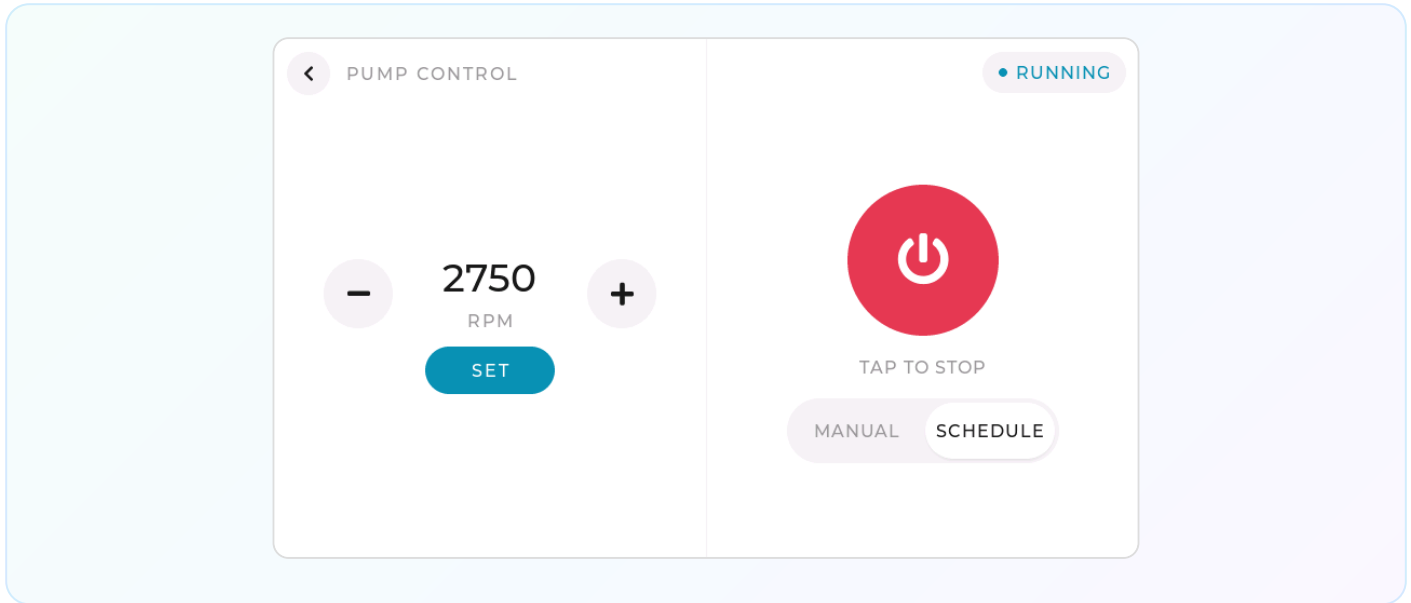 PUMP CONTROL
RUNNING
2750
RPM
SET
TAP TO STOP
MANUAL
SCHEDULE